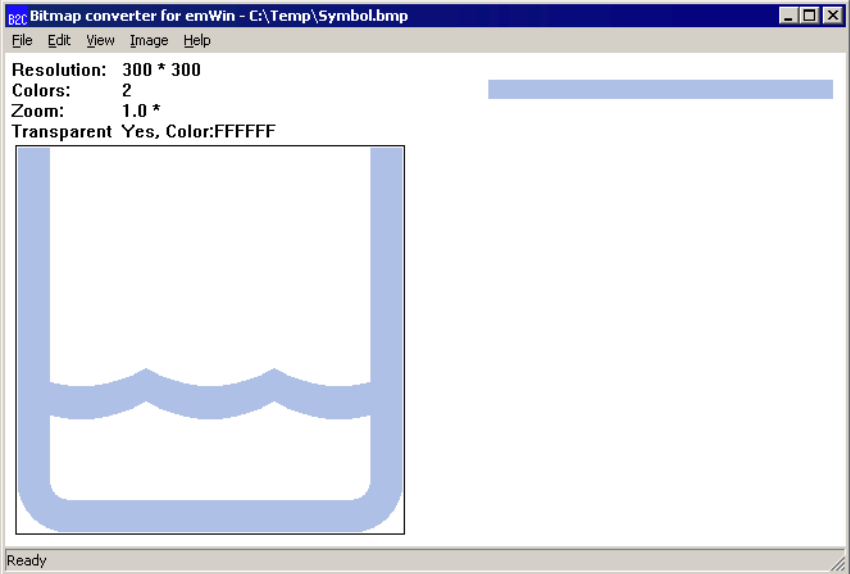 B2C Bitmap converter for emWin - C:\Temp\Symbol.bmp
File Edit View Image Help
Resolution: 300 * 300
Colors: 2
Zoom: 1.0 *
Transparent Yes, Color:FFFFFF
Ready